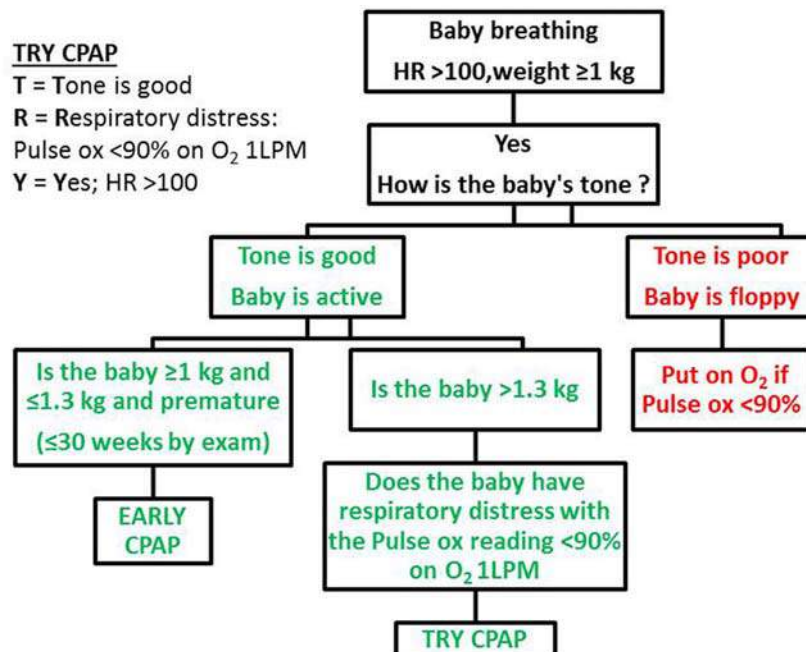 TRY CPAP
T = Tone is good
R = Respiratory distress:
Pulse ox <90% on O₂ 1LPM
Y = Yes; HR >100
Baby breathing
HR >100,weight ≥1 kg
Yes
How is the baby's tone ?
Tone is good
Baby is active
Tone is poor
Baby is floppy
Is the baby ≥1 kg and
≤1.3 kg and premature
(≤30 weeks by exam)
Is the baby >1.3 kg
Put on O₂ if
Pulse ox <90%
EARLY
CPAP
Does the baby have
respiratory distress with
the Pulse ox reading <90%
on O₂ 1LPM
TRY CPAP